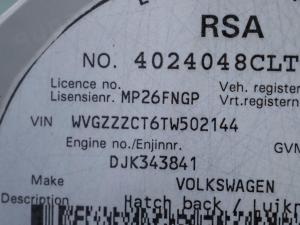 RSA
NO. 4024048CLT
Licence no. Veh. register
Lisensienr. MP26FNGP Vrt.registern
VIN WVGZZZCT6TW502144
Engine no./Enjinnr. GVM
DJK343841
Make VOLKSWAGEN
Description Hatch back / Luik